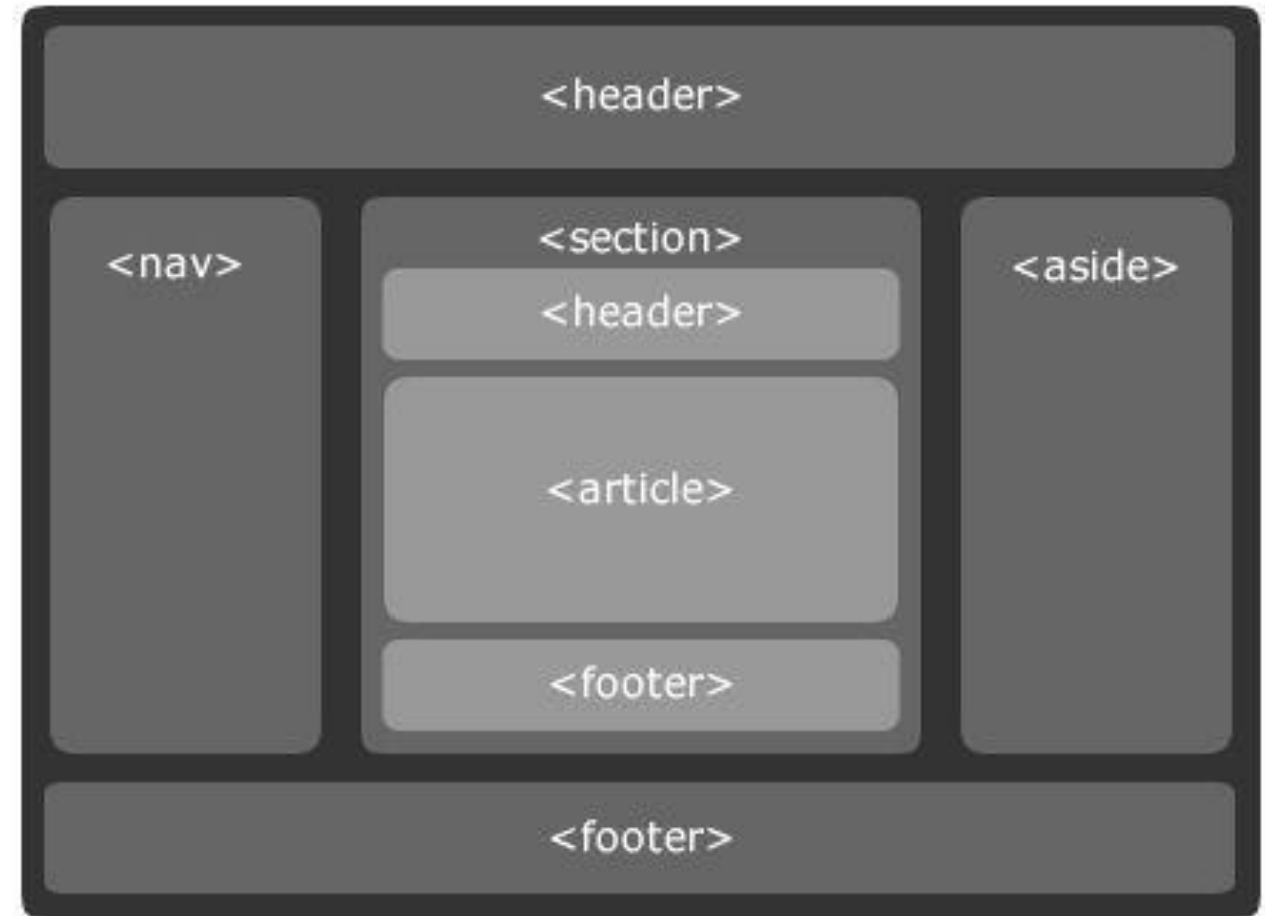 <header>
<nav>
<section>
<header>
<article>
<footer>
<aside>
<footer>